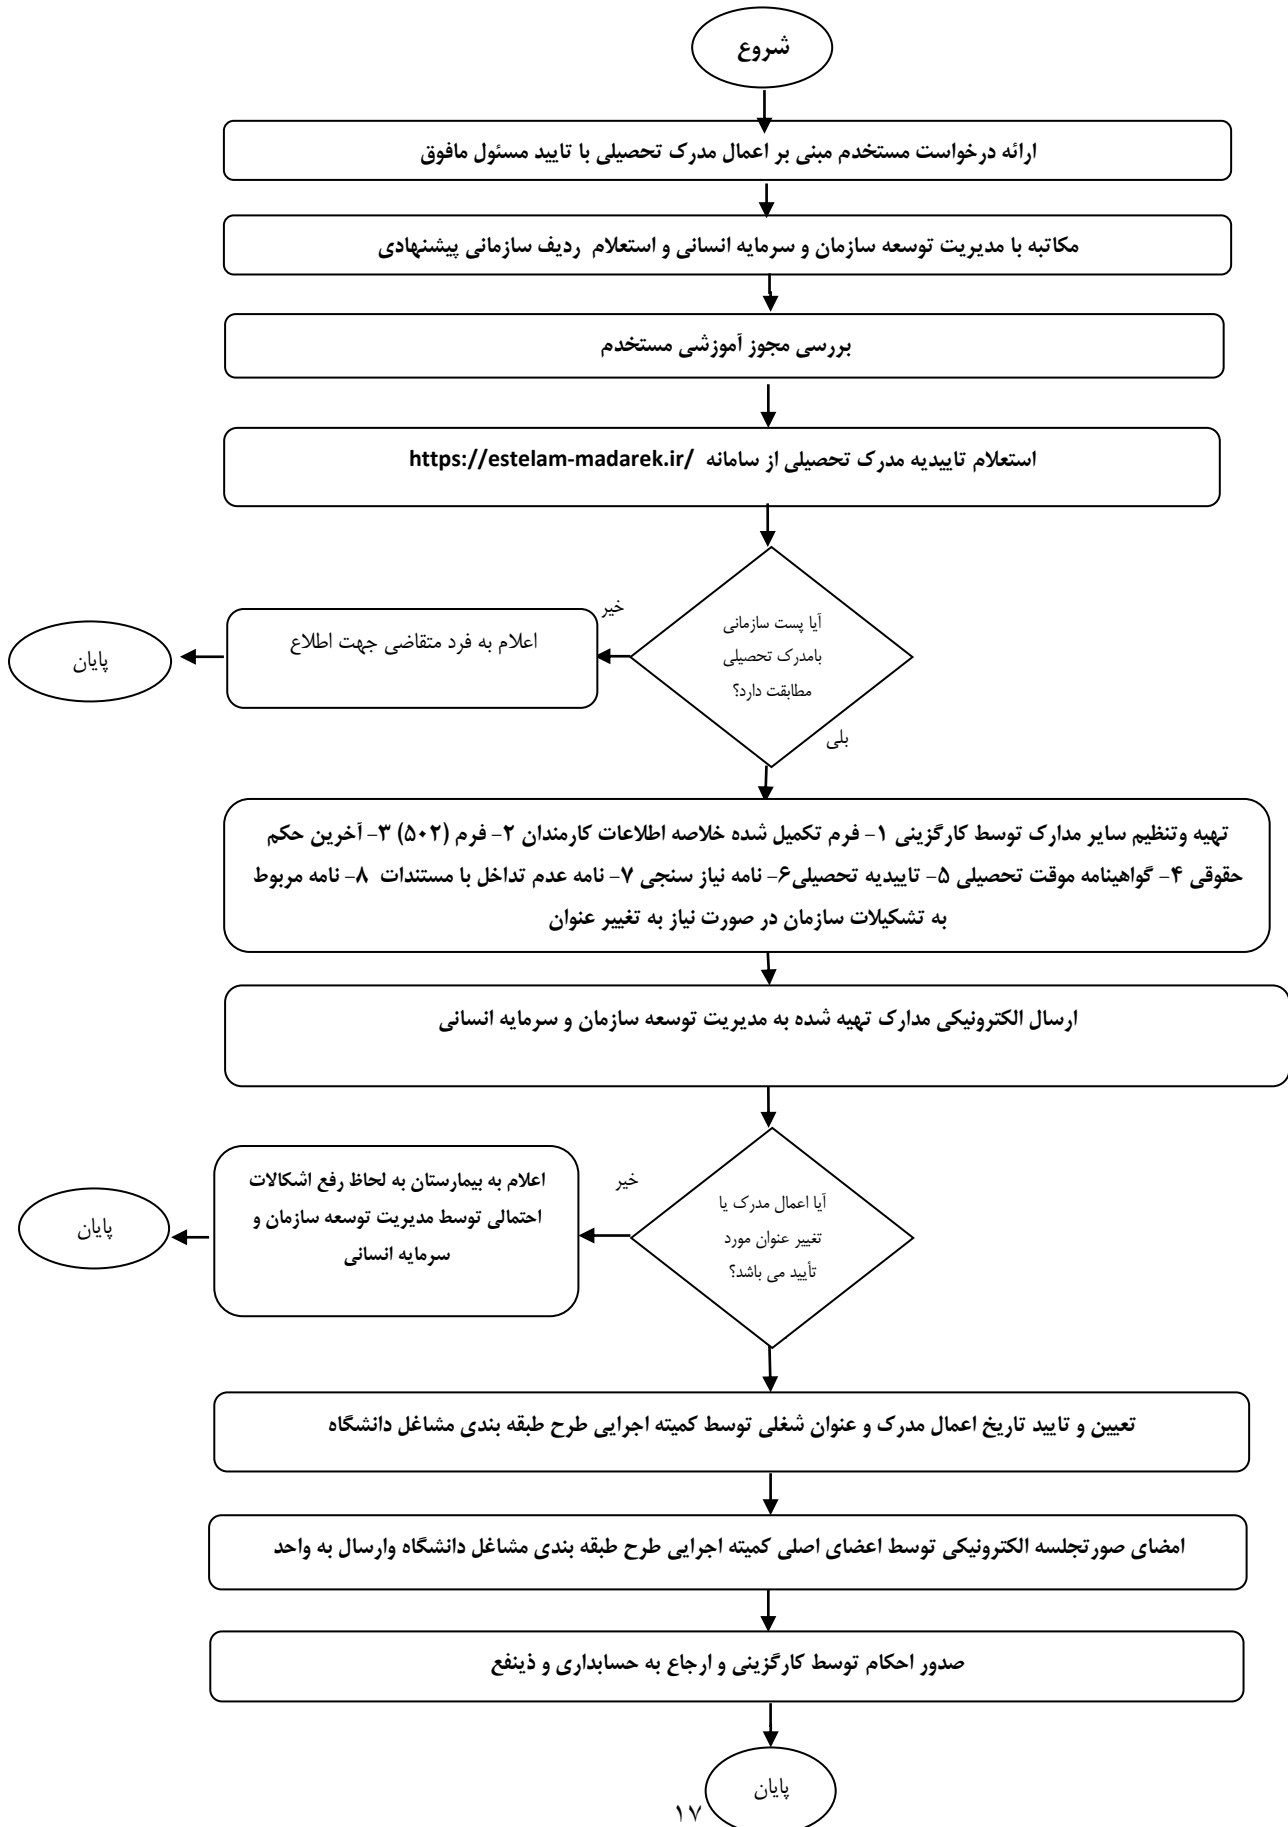 شروع
ارائه درخواست مستخدم مبنی بر اعمال مدرک تحصیلی با تایید مسئول مافوق
مکاتبه با مدیریت توسعه سازمان و سرمایه انسانی و استعلام ردیف سازمانی پیشنهادی
بررسی مجوز آموزشی مستخدم
استعلام تاییدیه مدرک تحصیلی از سامانه https://estelam-madarek.ir/
آیا پست سازمانی
بامدرک تحصیلی
مطابقت دارد؟
خیر
اعلام به فرد متقاضی جهت اطلاع
پایان
بلی
تهیه وتنظیم سایر مدارک توسط کارگزینی ۱- فرم تکمیل شده خلاصه اطلاعات کارمندان ۲- فرم (۵۰۲) ۳- آخرین حکم
حقوقی ۴- گواهینامه موقت تحصیلی ۵- تاییدیه تحصیلی۶- نامه نیاز سنجی ۷- نامه عدم تداخل با مستندات ۸- نامه مربوط
به تشکیلات سازمان در صورت نیاز به تغییر عنوان
ارسال الکترونیکی مدارک تهیه شده به مدیریت توسعه سازمان و سرمایه انسانی
آیا اعمال مدرک یا
تغییر عنوان مورد
تأیید می باشد؟
خیر
اعلام به بیمارستان به لحاظ رفع اشکالات
احتمالی توسط مدیریت توسعه سازمان و
سرمایه انسانی
پایان
تعیین و تایید تاریخ اعمال مدرک و عنوان شغلی توسط کمیته اجرایی طرح طبقه بندی مشاغل دانشگاه
امضای صورتجلسه الکترونیکی توسط اعضای اصلی کمیته اجرایی طرح طبقه بندی مشاغل دانشگاه وارسال به واحد
صدور احکام توسط کارگزینی و ارجاع به حسابداری و ذینفع
پایان
۱۷